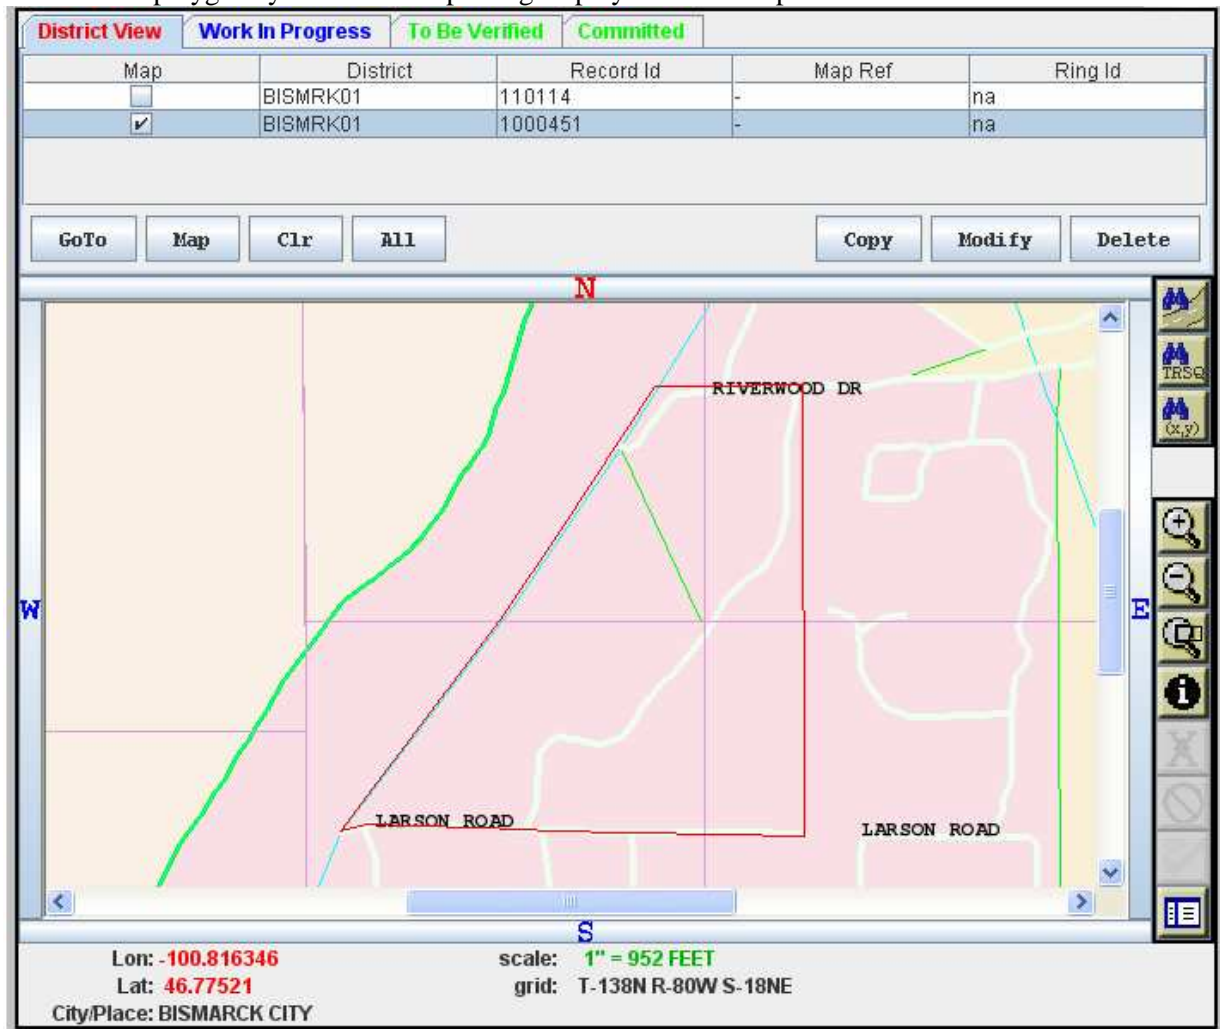 District View Work In Progress To Be Verified Committed
Map District Record Id Map Ref Ring Id
BISMRK01 110114 - na
BISMRK01 1000451 - na
GoTo Map Clr All Copy Modify Delete
N
RIVERWOOD DR
TRSQ
(x,y)
W E
LARSON ROAD
LARSON ROAD
S
Lon: -100.816346 scale: 1" = 952 FEET
Lat: 46.77521 grid: T-138N R-80W S-18NE
City/Place: BISMARCK CITY